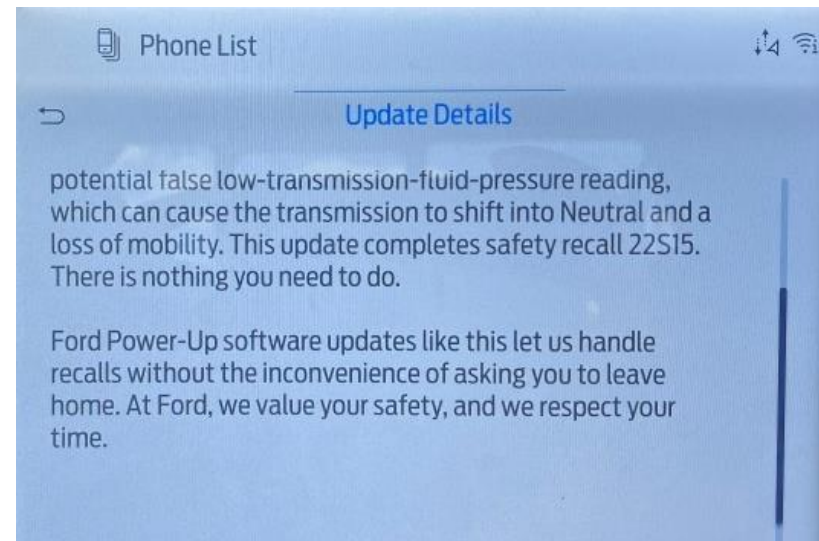 Phone List
Update Details
potential false low-transmission-fluid-pressure reading,
which can cause the transmission to shift into Neutral and a
loss of mobility. This update completes safety recall 22S15.
There is nothing you need to do.
Ford Power-Up software updates like this let us handle
recalls without the inconvenience of asking you to leave
home. At Ford, we value your safety, and we respect your
time.